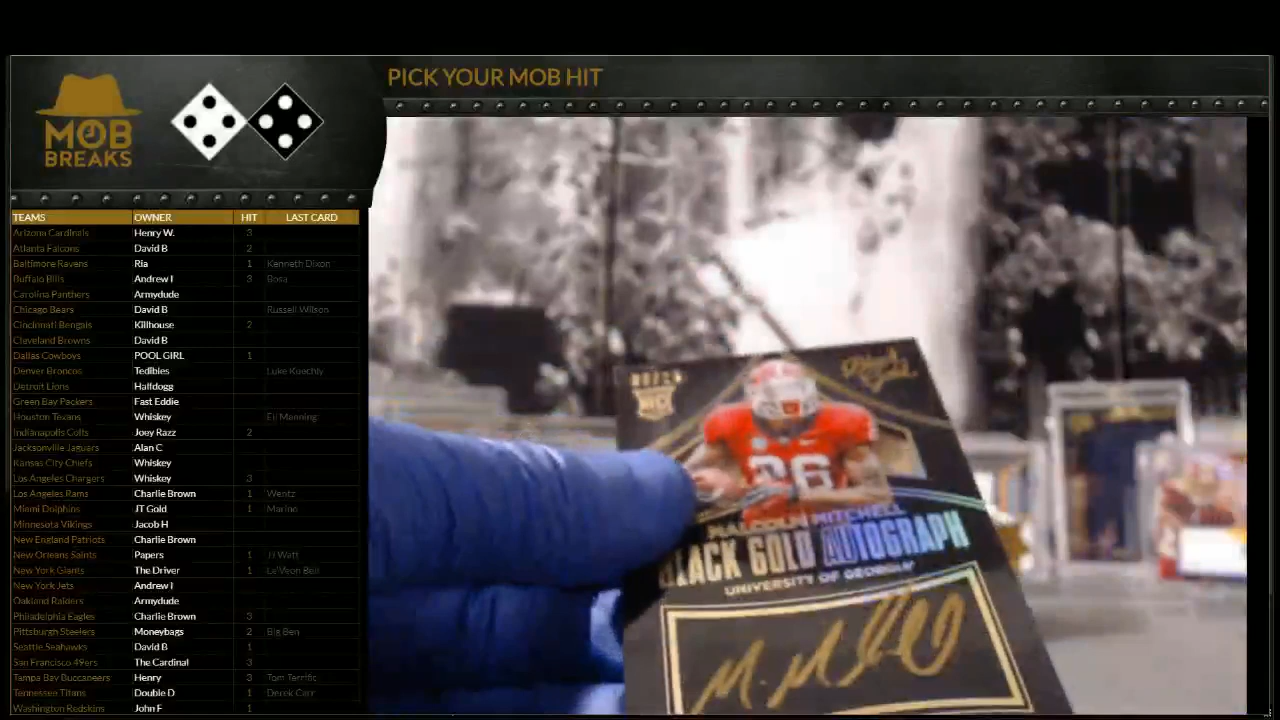 PICK YOUR MOB HIT
MOB
BREAKS
TEAMS OWNER HIT LAST CARD
Arizona Cardinals Henry W. 3
Atlanta Falcons David B 2
Baltimore Ravens Ria 1 Kenneth Dixon
Buffalo Bills Andrew I 3 Bosa
Carolina Panthers Armydude
Chicago Bears David B Russell Wilson
Cincinnati Bengals Killhouse 2
Cleveland Browns David B
Dallas Cowboys POOL GIRL 1
Denver Broncos Tedibles Luke Kuechly
Detroit Lions Halfdogg
Green Bay Packers Fast Eddie
Houston Texans Whiskey Eli Manning
Indianapolis Colts Joey Razz 2
Jacksonville Jaguars Alan C
Kansas City Chiefs Whiskey
Los Angeles Chargers Whiskey 3
Los Angeles Rams Charlie Brown 1 Wentz
Miami Dolphins JT Gold 1 Marino
Minnesota Vikings Jacob H
New England Patriots Charlie Brown
New Orleans Saints Papers 1 JJ Watt
New York Giants The Driver 1 Le'Veon Bell
New York Jets Andrew I
Oakland Raiders Armydude
Philadelphia Eagles Charlie Brown 3
Pittsburgh Steelers Moneybags 2 Big Ben
Seattle Seahawks David B 1
San Francisco 49ers The Cardinal 3
Tampa Bay Buccaneers Henry 3 Tom Terrific
Tennessee Titans Double D 1 Derek Carr
Washington Redskins John F 1
26
MALCOLM MITCHELL
BLACK GOLD AUTOGRAPH
UNIVERSITY OF GEORGIA